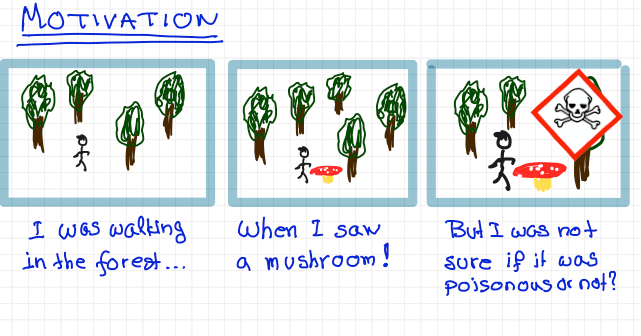 MOTIVATION
I was walking
in the forest...
When I saw
a mushroom!
But I was not
sure if it was
poisonous or not?